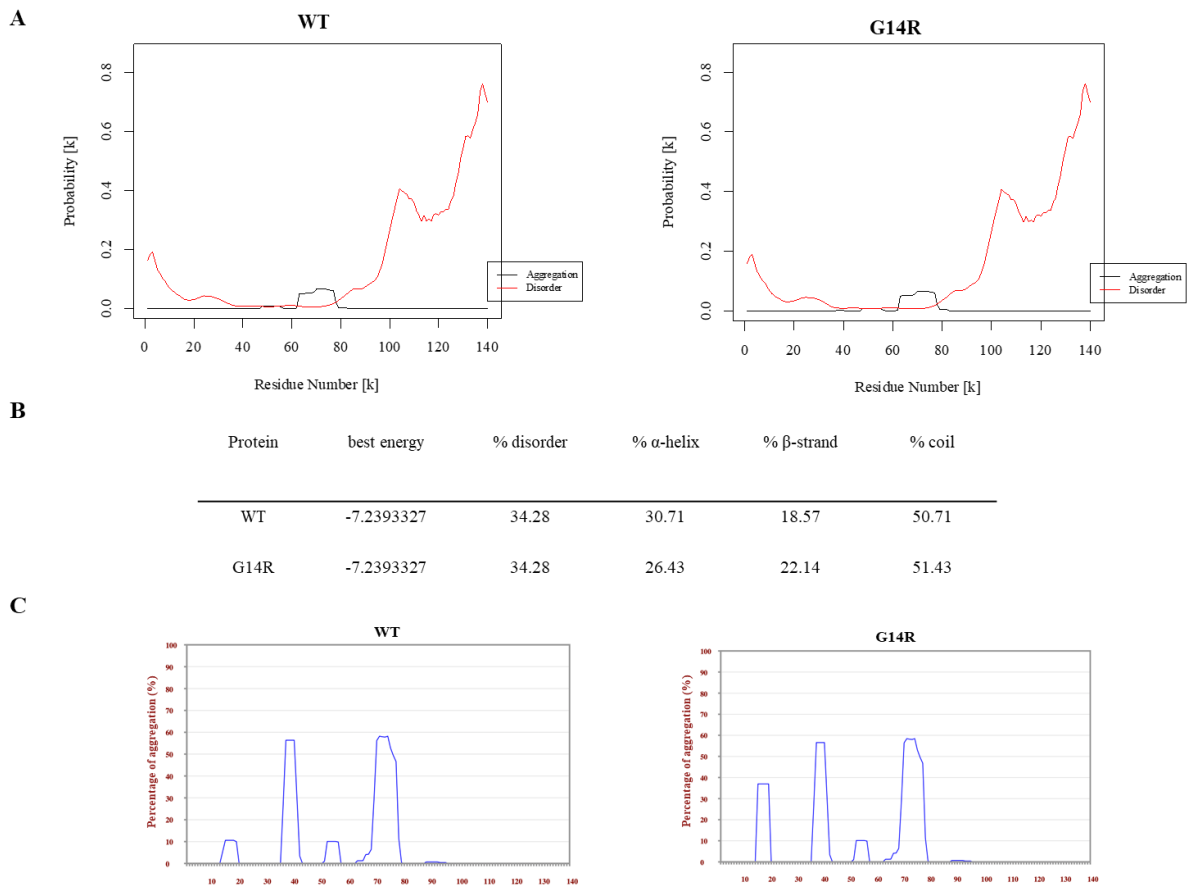 A
WT
G14R
Probability [k]
0.8
0.6
0.4
0.2
0.0
0 20 40 60 80 100 120 140
Residue Number [k]
Aggregation
Disorder
Probability [k]
0.8
0.6
0.4
0.2
0.0
0 20 40 60 80 100 120 140
Residue Number [k]
Aggregation
Disorder
B
Protein best energy % disorder % α-helix % β-strand % coil
WT -7.2393327 34.28 30.71 18.57 50.71
G14R -7.2393327 34.28 26.43 22.14 51.43
C
WT
Percentage of aggregation (%)
100
90
80
70
60
50
40
30
20
10
0
10 20 30 40 50 60 70 80 90 100 110 120 130 140
G14R
Percentage of aggregation (%)
100
90
80
70
60
50
40
30
20
10
0
10 20 30 40 50 60 70 80 90 100 110 120 130 140